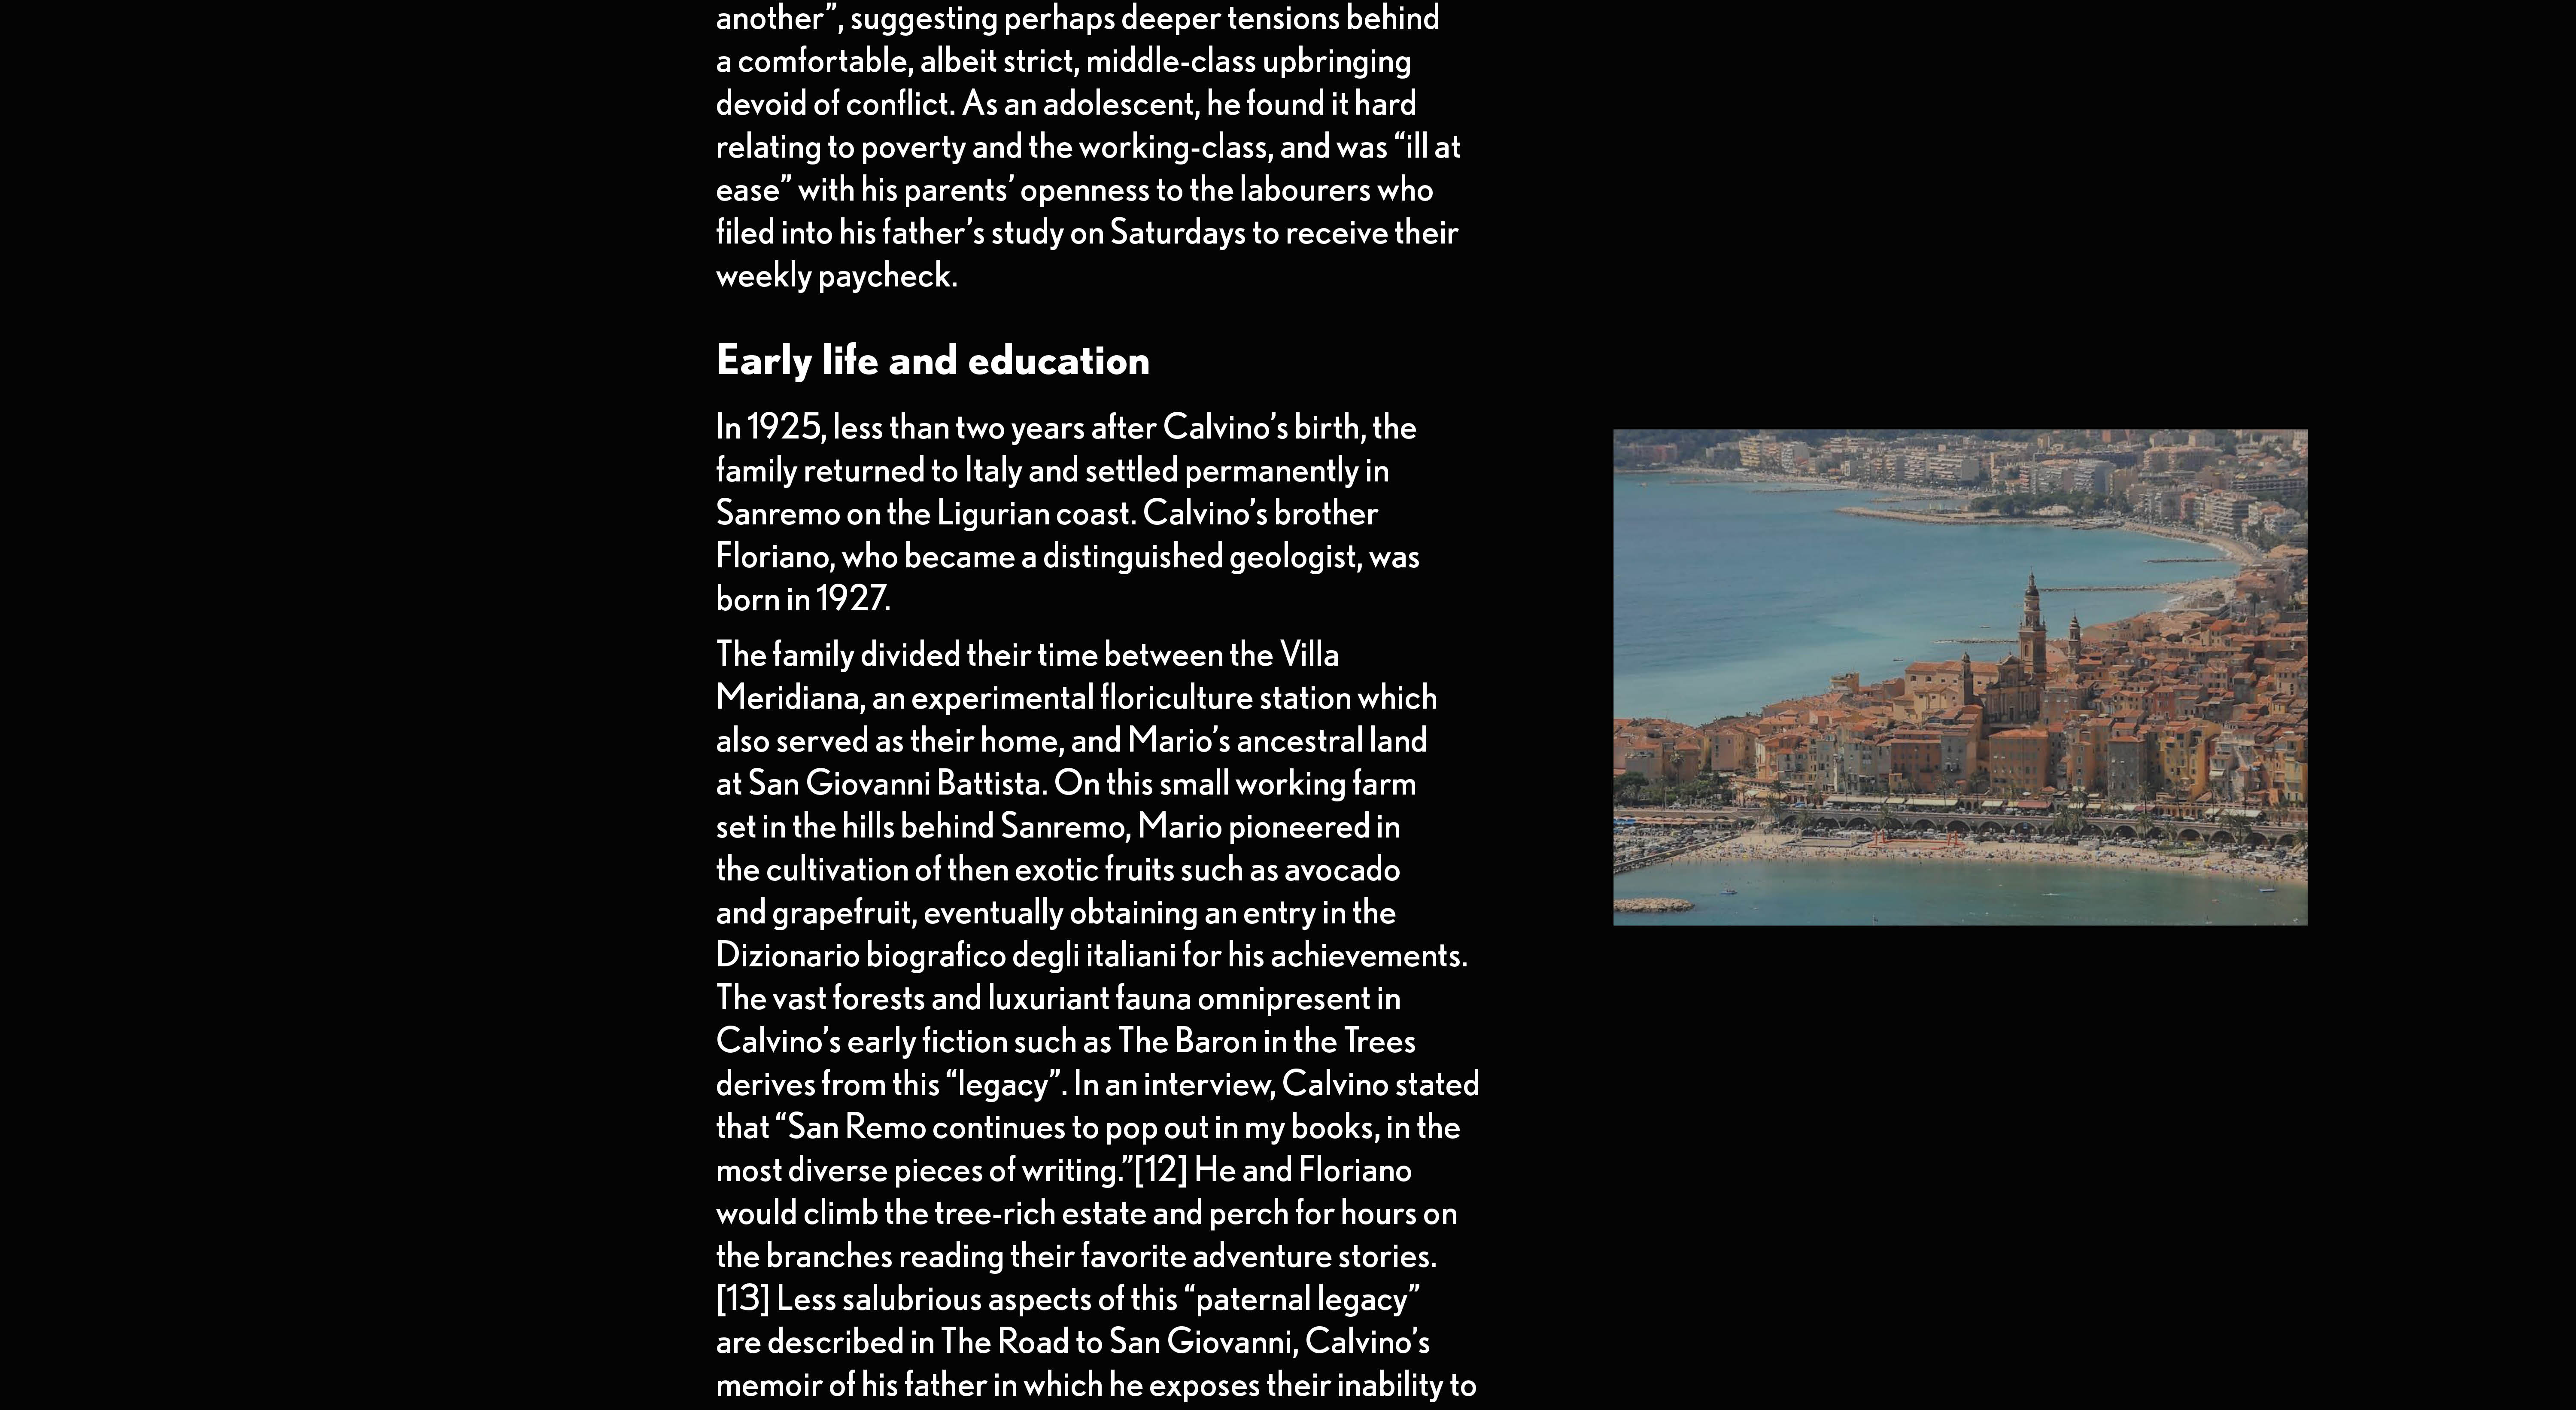 another”, suggesting perhaps deeper tensions behind
a comfortable, albeit strict, middle-class upbringing
devoid of conflict. As an adolescent, he found it hard
relating to poverty and the working-class, and was “ill at
ease” with his parents’ openness to the labourers who
filed into his father’s study on Saturdays to receive their
weekly paycheck.
Early life and education
In 1925, less than two years after Calvino’s birth, the
family returned to Italy and settled permanently in
Sanremo on the Ligurian coast. Calvino’s brother
Floriano, who became a distinguished geologist, was
born in 1927.
The family divided their time between the Villa
Meridiana, an experimental floriculture station which
also served as their home, and Mario’s ancestral land
at San Giovanni Battista. On this small working farm
set in the hills behind Sanremo, Mario pioneered in
the cultivation of then exotic fruits such as avocado
and grapefruit, eventually obtaining an entry in the
Dizionario biografico degli italiani for his achievements.
The vast forests and luxuriant fauna omnipresent in
Calvino’s early fiction such as The Baron in the Trees
derives from this “legacy”. In an interview, Calvino stated
that “San Remo continues to pop out in my books, in the
most diverse pieces of writing.”[12] He and Floriano
would climb the tree-rich estate and perch for hours on
the branches reading their favorite adventure stories.
[13] Less salubrious aspects of this “paternal legacy”
are described in The Road to San Giovanni, Calvino’s
memoir of his father in which he exposes their inability to